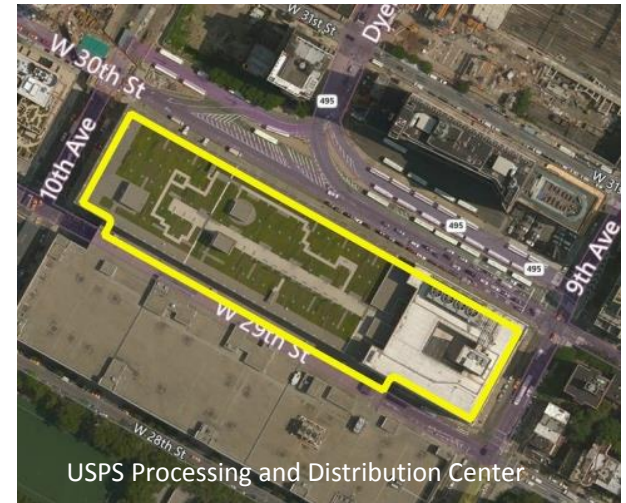 W 31st St
Dyer
W 30th St
495
10th Ave
W 31st
495
495
9th Ave
W 29th St
W 28th St
USPS Processing and Distribution Center